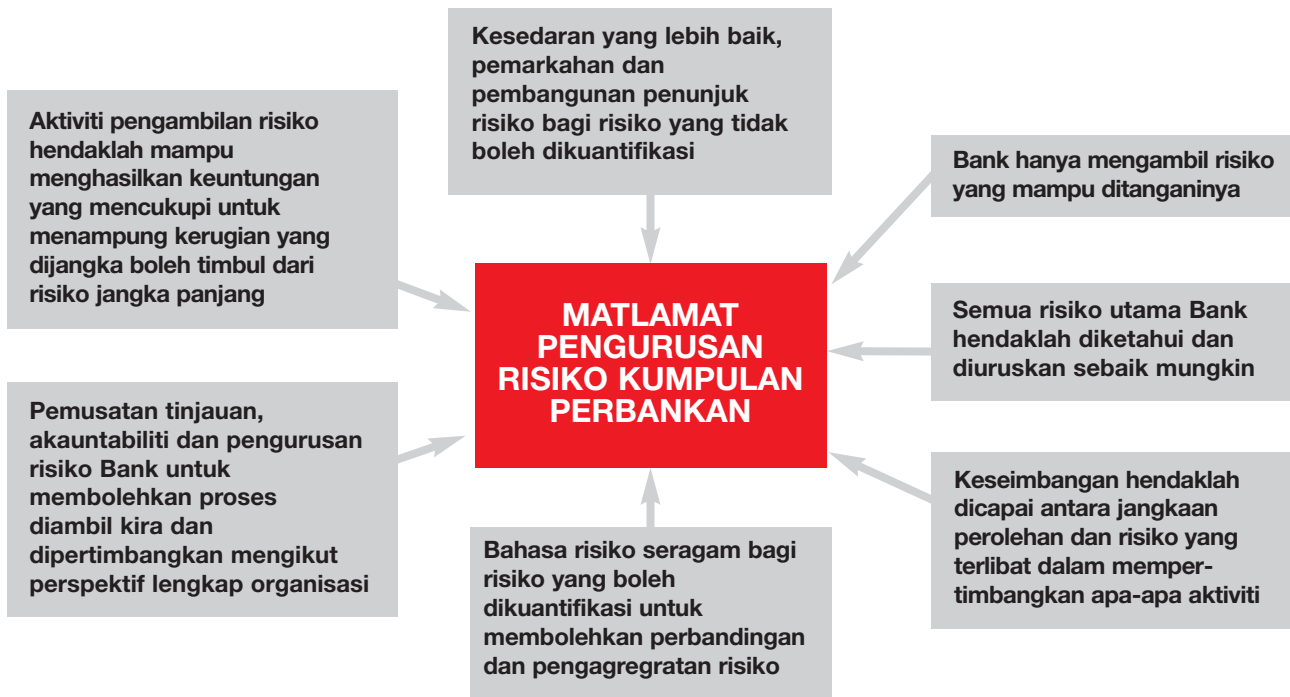 Kesedaran yang lebih baik,
pemarkahan dan
pembangunan penunjuk
risiko bagi risiko yang tidak
boleh dikuantifikasi
Aktiviti pengambilan risiko
hendaklah mampu
menghasilkan keuntungan
yang mencukupi untuk
menampung kerugian yang
dijangka boleh timbul dari
risiko jangka panjang
Bank hanya mengambil risiko
yang mampu ditanganinya
MATLAMAT
PENGURUSAN
RISIKO KUMPULAN
PERBANKAN
Semua risiko utama Bank
hendaklah diketahui dan
diuruskan sebaik mungkin
Pemusatan tinjauan,
akauntabiliti dan pengurusan
risiko Bank untuk
membolehkan proses
diambil kira dan
dipertimbangkan mengikut
perspektif lengkap organisasi
Keseimbangan hendaklah
dicapai antara jangkaan
perolehan dan risiko yang
terlibat dalam memper-
timbangkan apa-apa aktiviti
Bahasa risiko seragam bagi
risiko yang boleh
dikuantifikasi untuk
membolehkan perbandingan
dan pengagregratan risiko